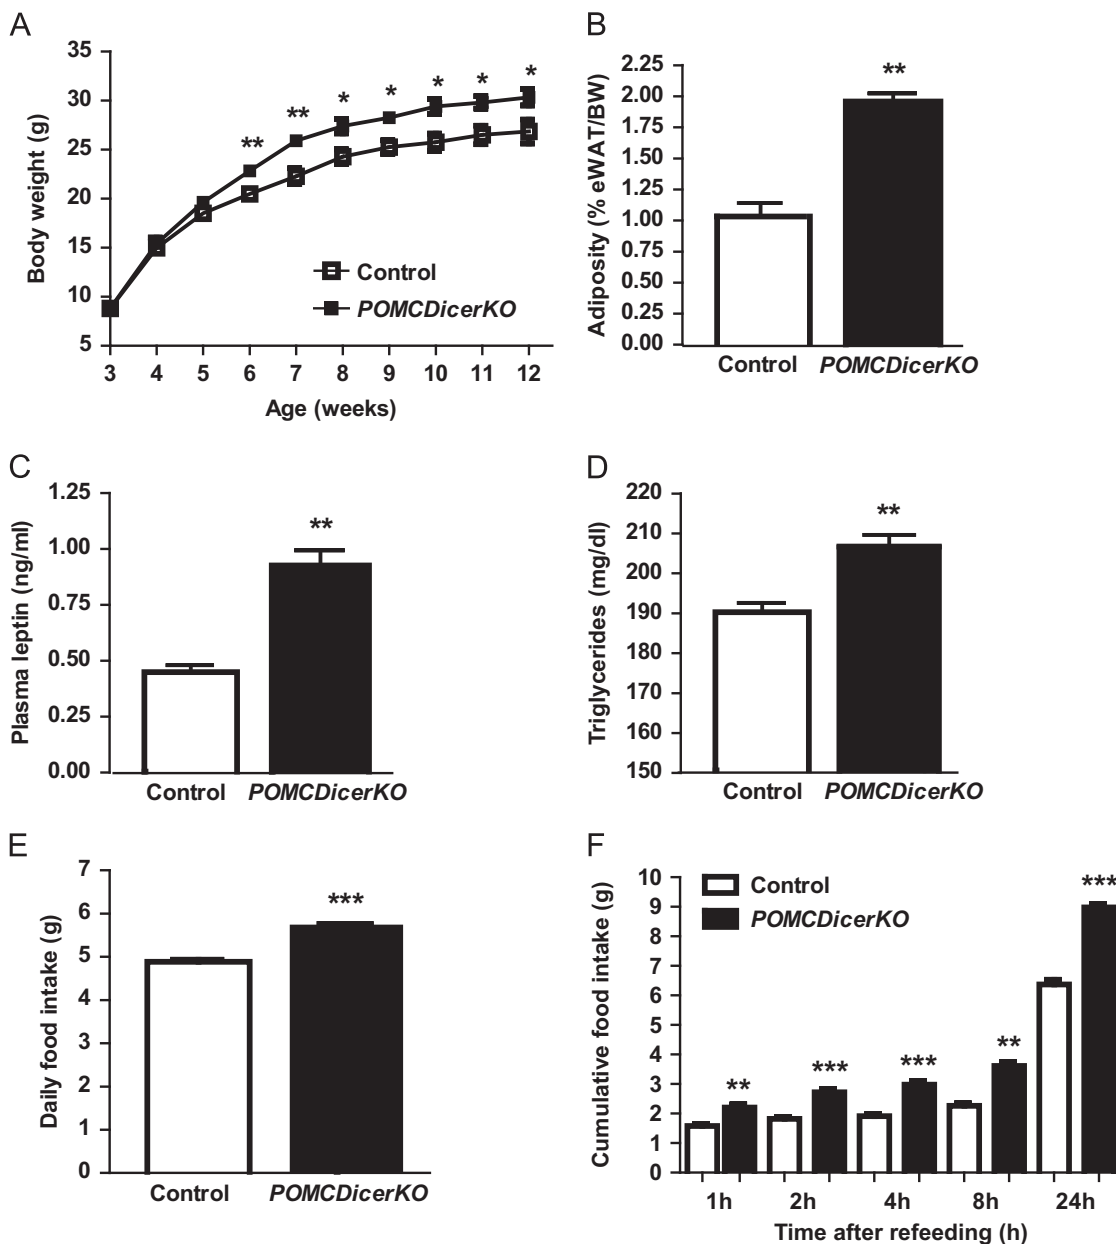 A
Body weight (g)
35
30
25
20
15
10
5
** ** * * * * *
Control
POMCDicerKO
3 4 5 6 7 8 9 10 11 12
Age (weeks)
B
Adiposity (% eWAT/BW)
2.25
2.00
1.75
1.50
1.25
1.00
0.75
0.50
0.25
0.00
**
Control POMCDicerKO
C
Plasma leptin (ng/ml)
1.25
1.00
0.75
0.50
0.25
0.00
**
Control POMCDicerKO
D
Triglycerides (mg/dl)
220
210
200
190
180
170
160
150
**
Control POMCDicerKO
E
Daily food intake (g)
7
6
5
4
3
2
1
0
***
Control POMCDicerKO
F
Cumulative food intake (g)
10
9
8
7
6
5
4
3
2
1
0
Control
POMCDicerKO
** *** *** ** ***
1h 2h 4h 8h 24h
Time after refeeding (h)